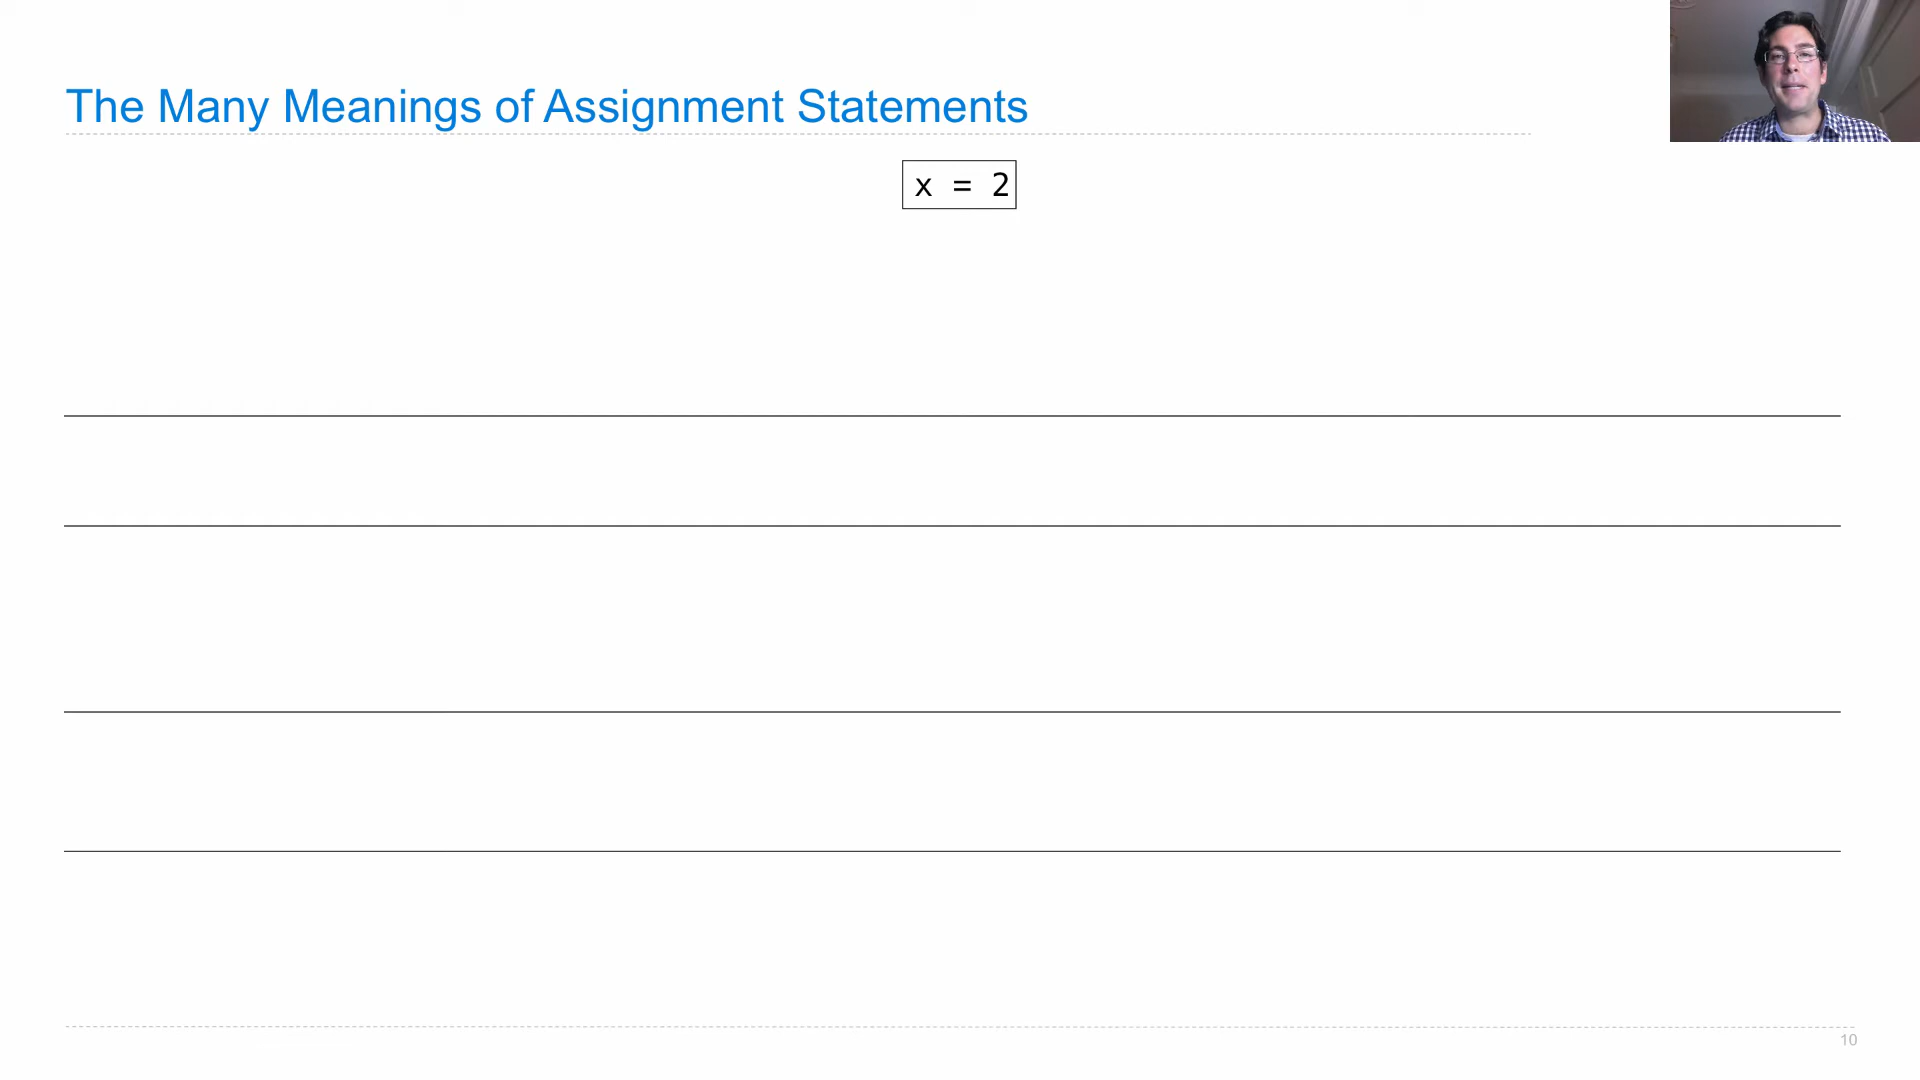 The Many Meanings of Assignment Statements
x = 2
10